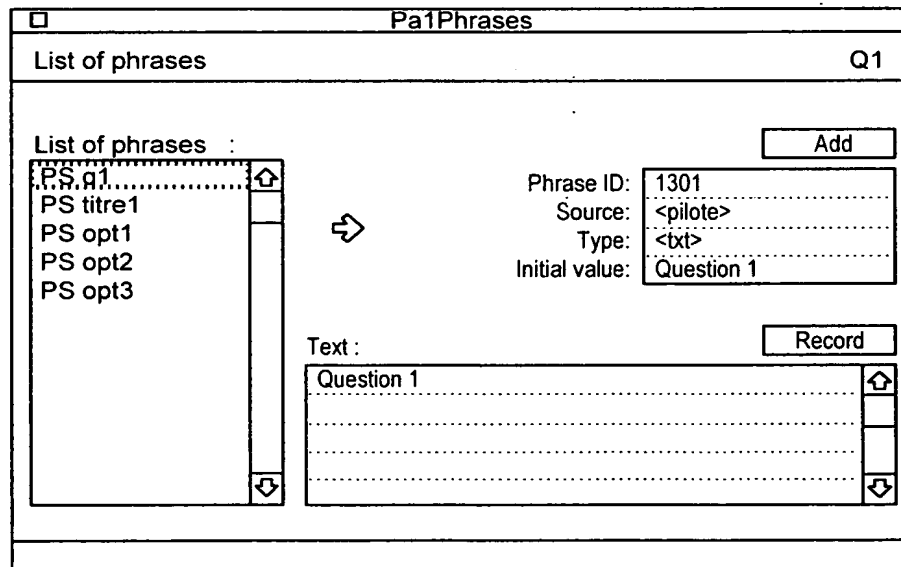 Pa1Phrases
List of phrases Q1
List of phrases :
Add
PS q1
PS titre1
PS opt1
PS opt2
PS opt3
Phrase ID: 1301
Source: <pilote>
Type: <txt>
Initial value: Question 1
Text :
Record
Question 1